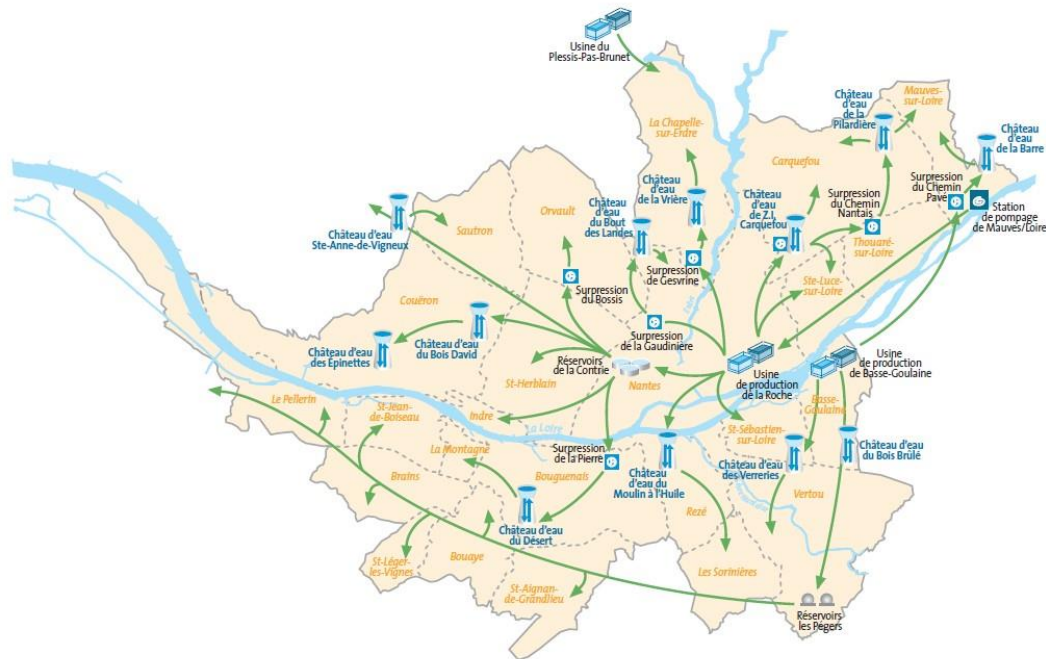 Usine du
Plessis-Pas-Brunet
Mauves-
sur-Loire
Château
d'eau
de la
Pilardière
La Chapelle-
sur-Erdre
Château
d'eau
de la Barre
Carquefou
Surpression
du Chemin
Pavé
Château
d'eau
de la Vrière
Surpression
du Chemin
Nantais
Station
de pompage
de Mauves/Loire
Château
d'eau
de Z.I.
Carquefou
Château
d'eau
du Bout
des Landes
Orvault
Sautron
Château d'eau
Ste-Anne-de-Vigneux
Thouaré-
sur-Loire
Surpression
de Gesvrine
Ste-Luce-
sur-Loire
Surpression
du Bossis
Couëron
Château d'eau
du Bois David
Château d'eau
des Épinettes
Surpression
de la Gaudinière
Réservoirs
de la Contrie
Nantes
Usine
de production
de la Roche
Usine
de production
de Basse-Goulaine
St-Herblain
Le Pellerin
St-Jean-
de-Boiseau
Indre
La Loire
Basse-
Goulaine
St-Sébastien-
sur-Loire
La Montagne
Surpression
de la Pierre
Château
d'eau du
Moulin à l'Huile
Château d'eau
des Verreries
Château d'eau
du Bois Brûlé
Brains
Bouguenais
Vertou
Rezé
Château d'eau
du Désert
St-Léger-
les-Vignes
Bouaye
St-Aignan-
de-Grandlieu
Les Sorinières
Réservoirs
les Pégers